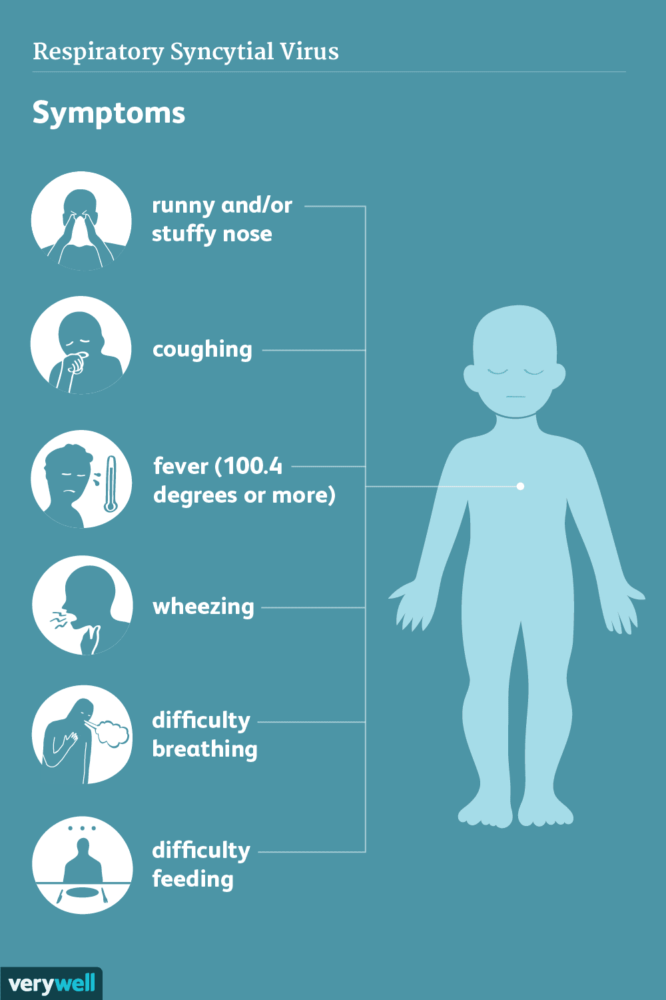 Respiratory Syncytial Virus
Symptoms
runny and/or
stuffy nose
coughing
fever (100.4
degrees or more)
wheezing
difficulty
breathing
difficulty
feeding
verywell